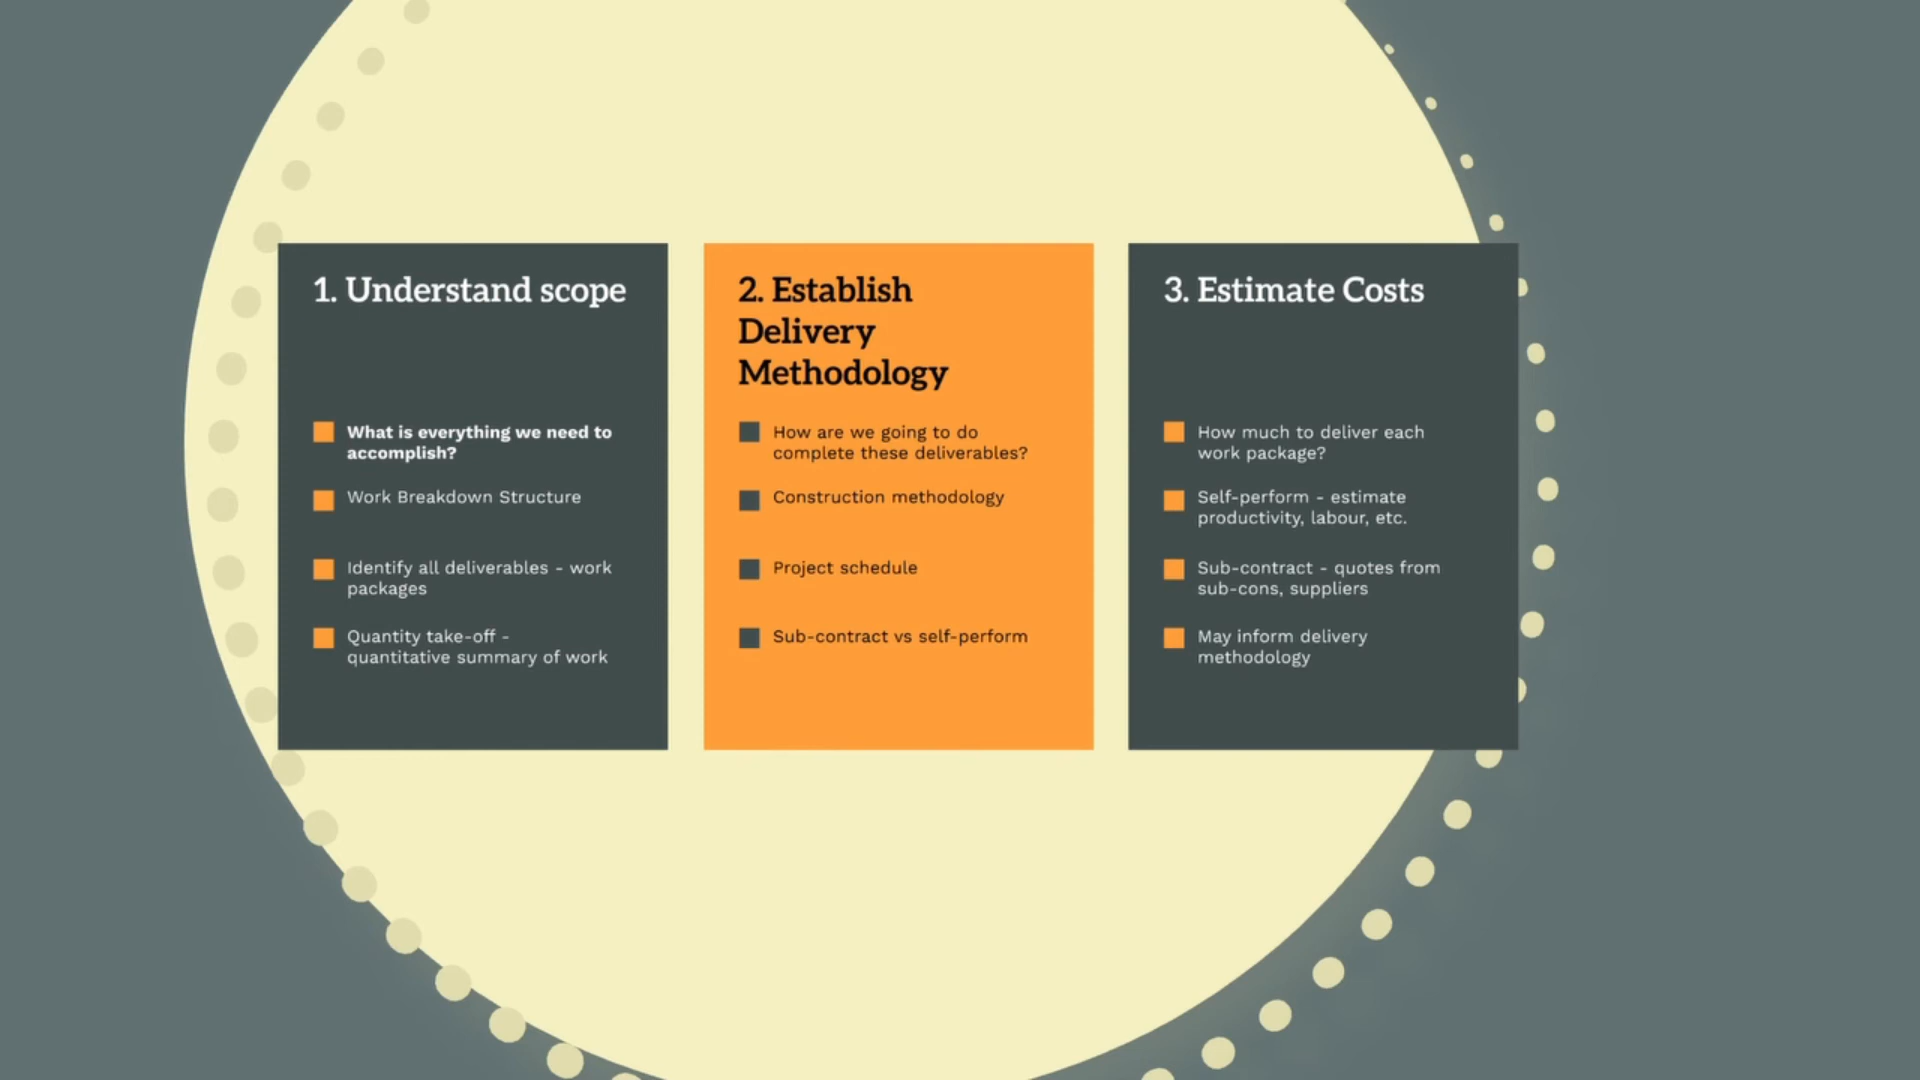 1. Understand scope
What is everything we need to
accomplish?
Work Breakdown Structure
Identify all deliverables - work
packages
Quantity take-off -
quantitative summary of work
2. Establish
Delivery
Methodology
How are we going to do
complete these deliverables?
Construction methodology
Project schedule
Sub-contract vs self-perform
3. Estimate Costs
How much to deliver each
work package?
Self-perform - estimate
productivity, labour, etc.
Sub-contract - quotes from
sub-cons, suppliers
May inform delivery
methodology